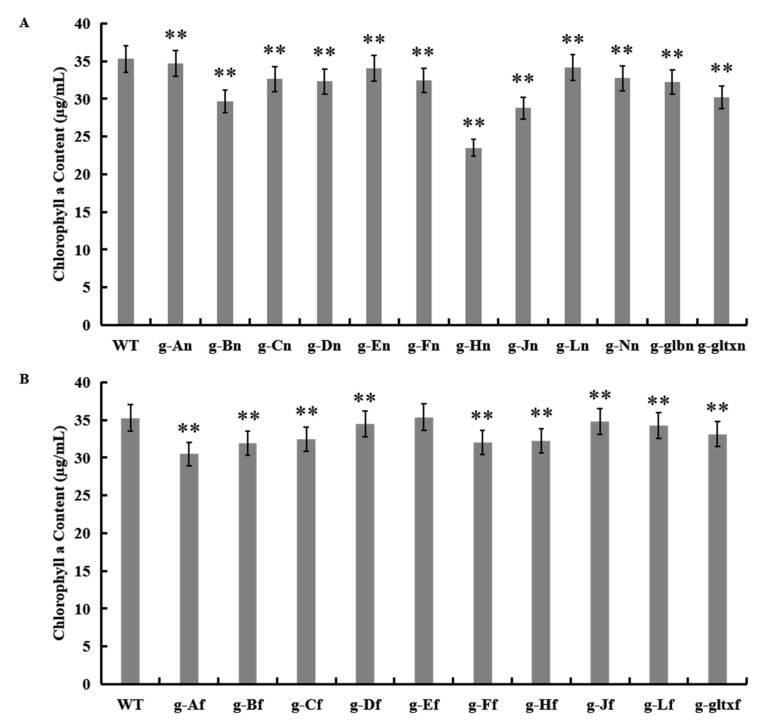 A
40
35
30
25
20
15
10
5
0
Chlorophyll a Content (μg/mL)
** ** ** ** ** ** ** ** ** ** ** **
WT g-An g-Bn g-Cn g-Dn g-En g-Fn g-Hn g-Jn g-Ln g-Nn g-glbn g-gltxn
B
40
35
30
25
20
15
10
5
0
Chlorophyll a Content (μg/mL)
** ** ** ** ** ** ** ** **
WT g-Af g-Bf g-Cf g-Df g-Ef g-Ff g-Hf g-Jf g-Lf g-gltxf